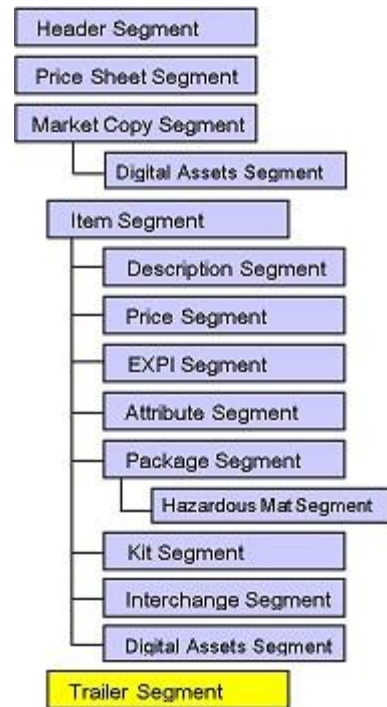 Header Segment
Price Sheet Segment
Market Copy Segment
Digital Assets Segment
Item Segment
Description Segment
Price Segment
EXPI Segment
Attribute Segment
Package Segment
Hazardous Mat Segment
Kit Segment
Interchange Segment
Digital Assets Segment
Trailer Segment